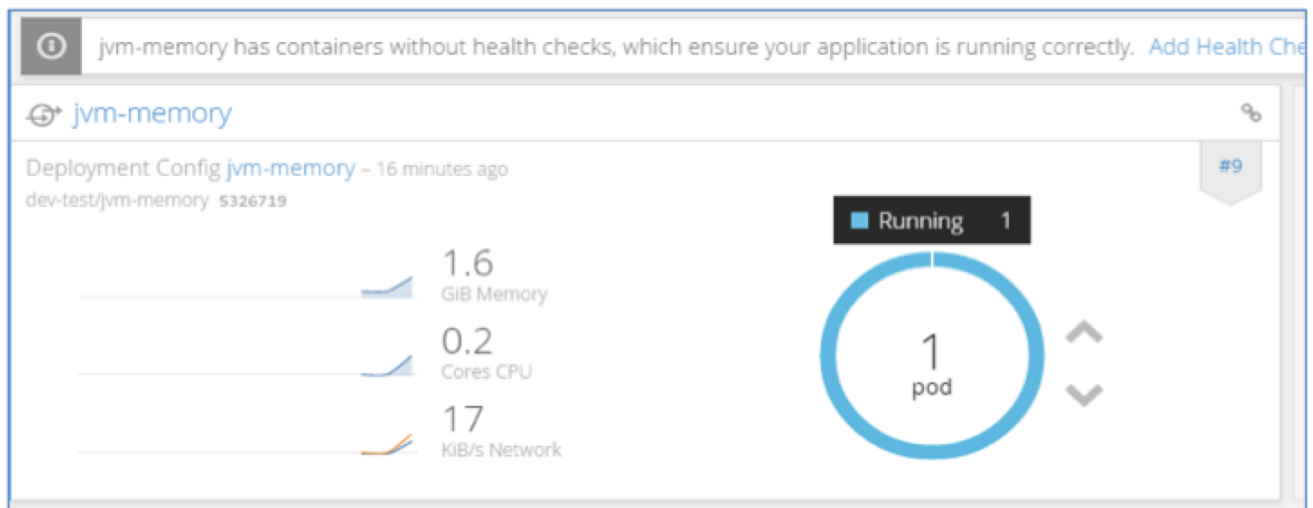 jvm-memory has containers without health checks, which ensure your application is running correctly. Add Health Che
jvm-memory
Deployment Config jvm-memory – 16 minutes ago
#9
dev-test/jvm-memory 5326719
Running 1
1.6
GiB Memory
0.2
Cores CPU
17
KiB/s Network
1
pod